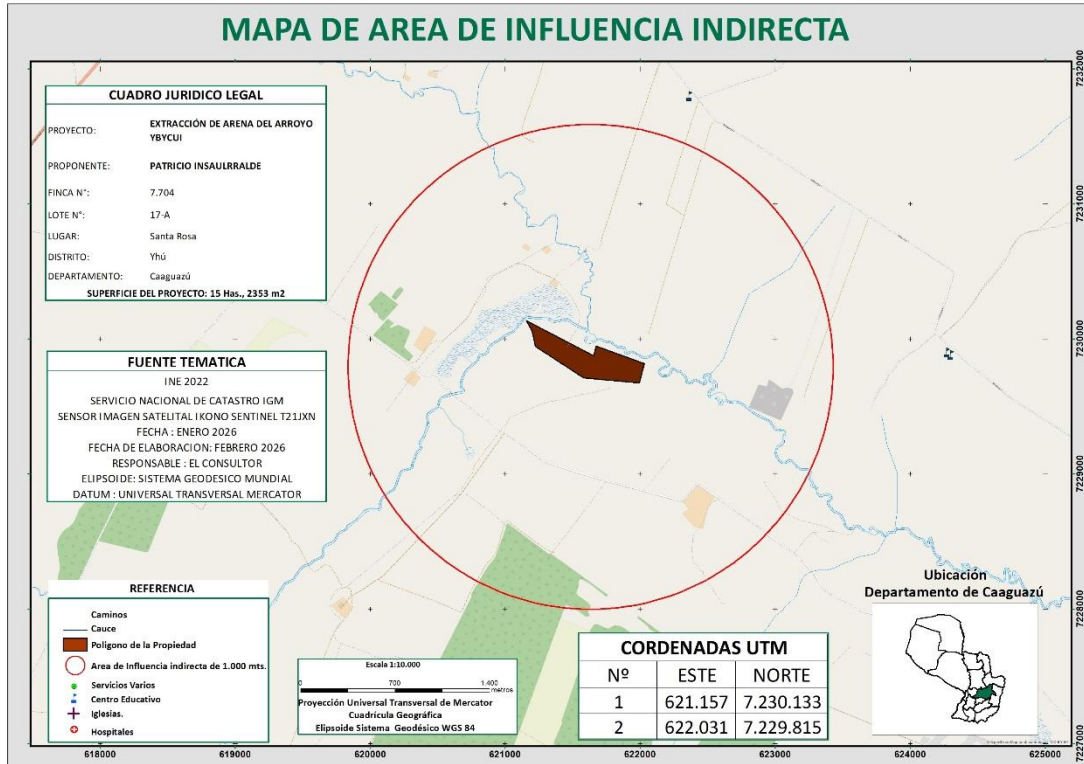 MAPA DE AREA DE INFLUENCIA INDIRECTA
CUADRO JURIDICO LEGAL
PROYECTO: EXTRACCIÓN DE ARENA DEL ARROYO
YBYCUI
PROPONENTE: PATRICIO INSAULRRALDE
FINCA N°: 7.704
LOTE N°: 17-A
LUGAR: Santa Rosa
DISTRITO: Yhú
DEPARTAMENTO: Caaguazú
SUPERFICIE DEL PROYECTO: 15 Has., 2353 m2
FUENTE TEMATICA
INE 2022
SERVICIO NACIONAL DE CATASTRO IGM
SENSOR IMAGEN SATELITAL IKONO SENTINEL T21JXN
FECHA : ENERO 2026
FECHA DE ELABORACION: FEBRERO 2026
RESPONSABLE : EL CONSULTOR
ELIPSOIDE: SISTEMA GEODESICO MUNDIAL
DATUM : UNIVERSAL TRANSVERSAL MERCATOR
REFERENCIA
Caminos
Cauce
Poligono de la Propiedad
Area de Influencia indirecta de 1.000 mts.
Servicios Varios
Centro Educativo
Iglesias.
Hospitales
Escala 1:10.000
0 700 1.400
metros
Proyección Universal Transversal de Mercator
Cuadrícula Geográfica
Elipsoide Sistema Geodésico WGS 84
CORDENADAS UTM
Nº ESTE NORTE
1 621.157 7.230.133
2 622.031 7.229.815
Ubicación
Departamento de Caaguazú
7232000
7231000
7230000
7229000
7228000
7227000
618000 619000 620000 621000 622000 623000 624000 625000